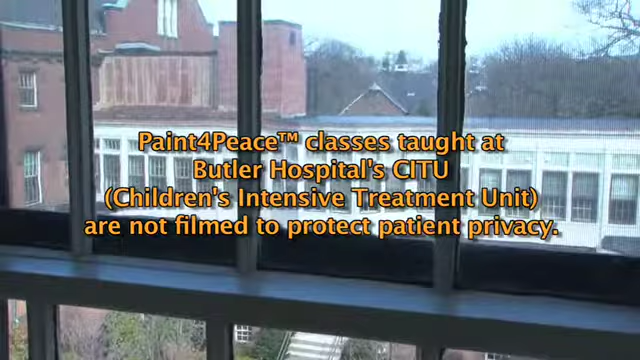 Paint4Peace™ classes taught at
Butler Hospital's CITU
(Children's Intensive Treatment Unit)
are not filmed to protect patient privacy.